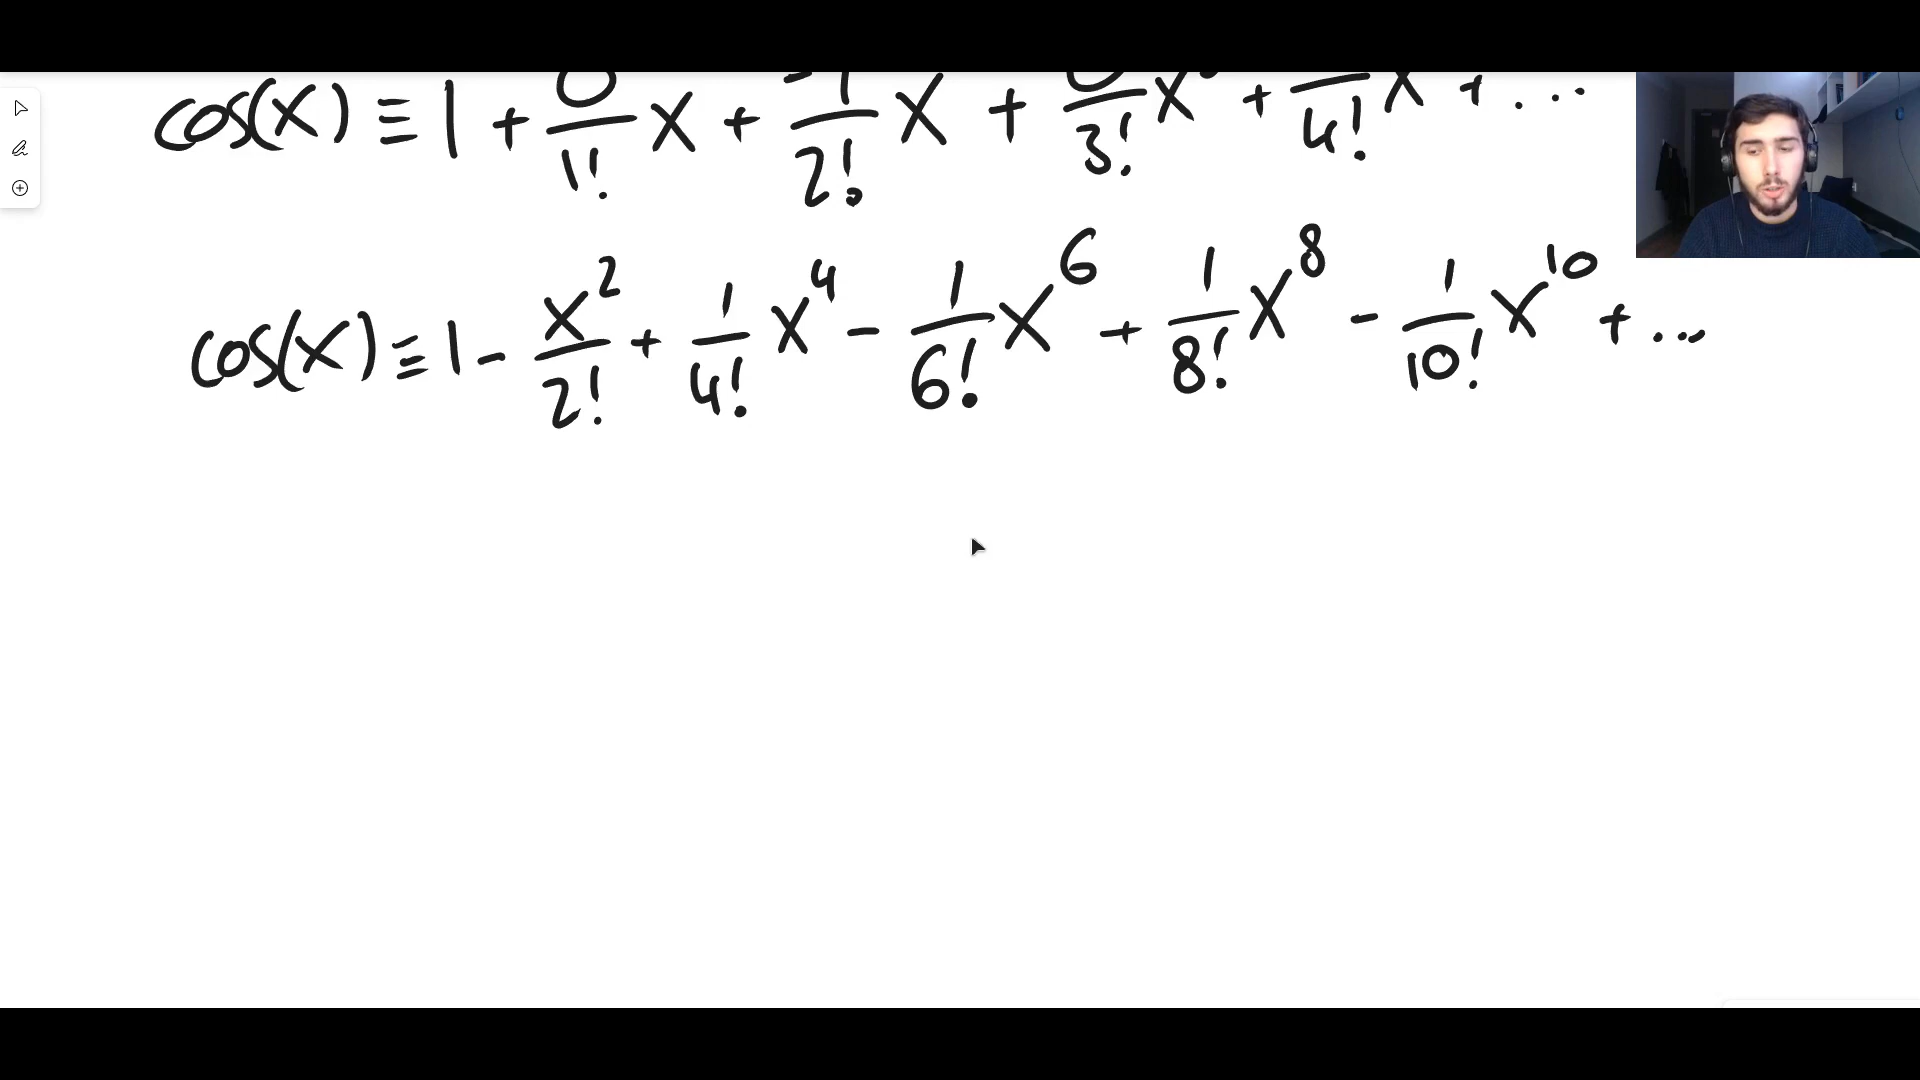 cos(x) ≡ 1 + 0/1! x + -1/2! x + 0/3! x + /4! x + ...
cos(x) ≡ 1 - x²/2! + 1/4! x⁴ - 1/6! x⁶ + 1/8! x⁸ - 1/10! x¹⁰ + ...